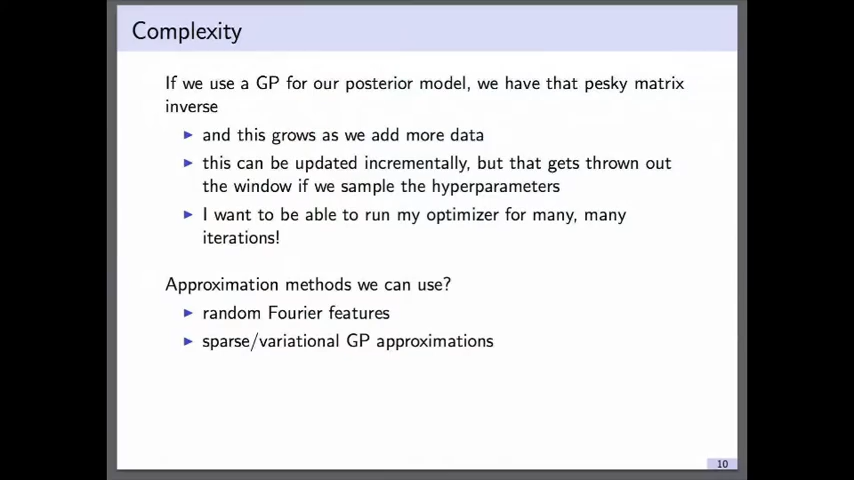 Complexity
If we use a GP for our posterior model, we have that pesky matrix
inverse
▶ and this grows as we add more data
▶ this can be updated incrementally, but that gets thrown out
the window if we sample the hyperparameters
▶ I want to be able to run my optimizer for many, many
iterations!
Approximation methods we can use?
▶ random Fourier features
▶ sparse/variational GP approximations
10